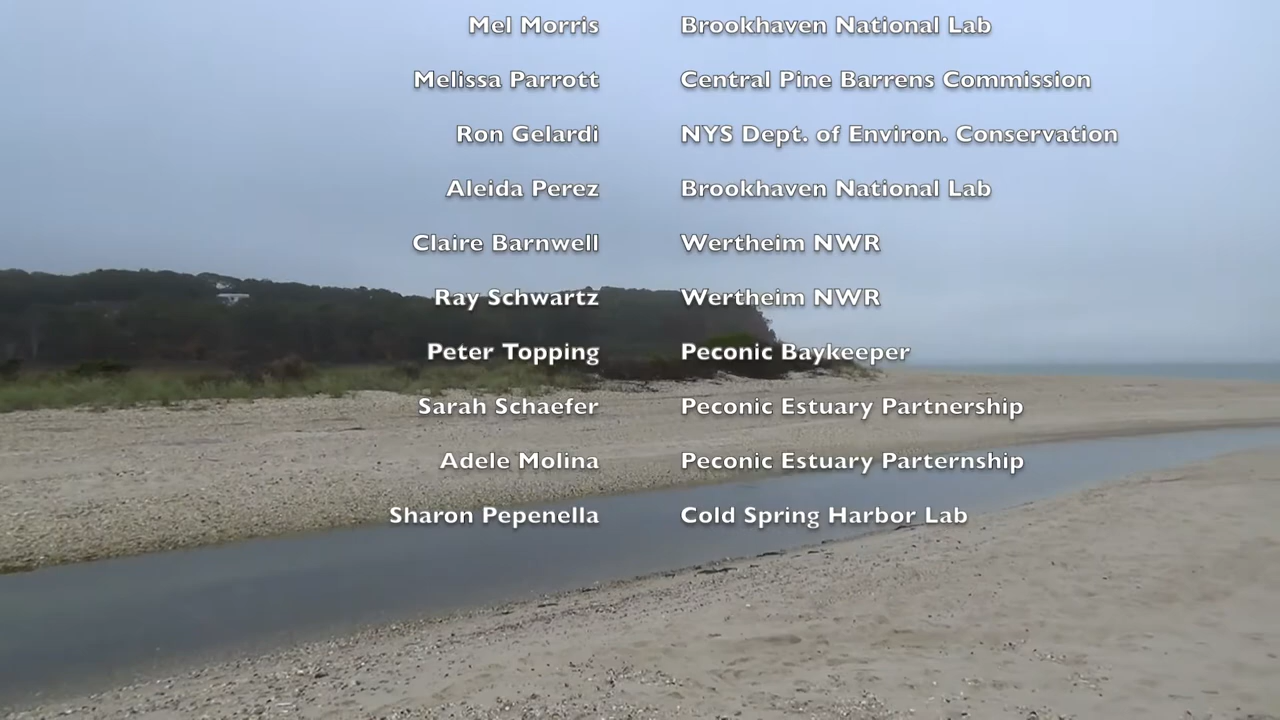 Mel Morris Brookhaven National Lab
Melissa Parrott Central Pine Barrens Commission
Ron Gelardi NYS Dept. of Environ. Conservation
Aleida Perez Brookhaven National Lab
Claire Barnwell Wertheim NWR
Ray Schwartz Wertheim NWR
Peter Topping Peconic Baykeeper
Sarah Schaefer Peconic Estuary Partnership
Adele Molina Peconic Estuary Parternship
Sharon Pepenella Cold Spring Harbor Lab